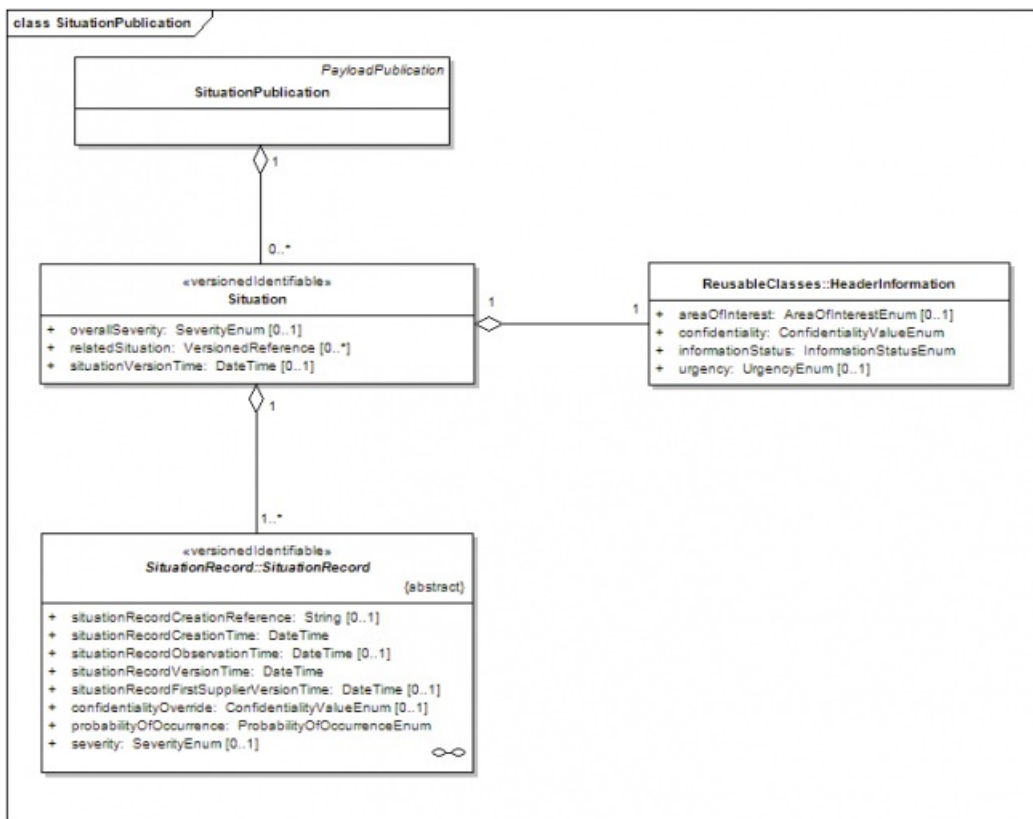 class SituationPublication
PayloadPublication
SituationPublication
1
0..*
«versionedIdentifiable»
Situation
+ overallSeverity: SeverityEnum [0..1]
+ relatedSituation: VersionedReference [0..*]
+ situationVersionTime: DateTime [0..1]
1
1
ReusableClasses::HeaderInformation
+ areaOfInterest: AreaOfInterestEnum [0..1]
+ confidentiality: ConfidentialityValueEnum
+ informationStatus: InformationStatusEnum
+ urgency: UrgencyEnum [0..1]
1
1..*
«versionedIdentifiable»
SituationRecord::SituationRecord
{abstract}
+ situationRecordCreationReference: String [0..1]
+ situationRecordCreationTime: DateTime
+ situationRecordObservationTime: DateTime [0..1]
+ situationRecordVersionTime: DateTime
+ situationRecordFirstSupplierVersionTime: DateTime [0..1]
+ confidentialityOverride: ConfidentialityValueEnum [0..1]
+ probabilityOfOccurrence: ProbabilityOfOccurrenceEnum
+ severity: SeverityEnum [0..1]